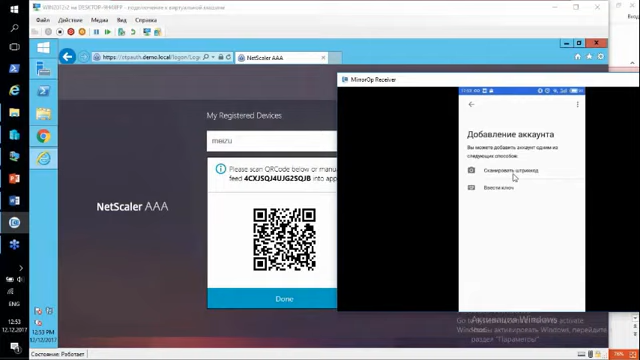 WIN2012r2 на DESKTOP-
подключение к виртуальной машине
Файл Действие Медиа Вид Справка
https://otpauth.demo.local/logon/Logo
NetScaler AAA
MirrorOp Receiver
My Registered Devices
meizu
Please scan QRCode below or manu
feed 4CXJSQJ4UJG2SQJB into app
NetScaler AAA
Done
Добавление аккаунта
Вы можете добавить аккаунт одним из
следующих способов:
Сканировать штрихкод
Ввести ключ
Активация Windows
чтобы активировать Windows, перейдите
раздел "Параметры".
ENG
12:53
12.12.2017
12:53 PM
12/12/2017
Состояние: Работает